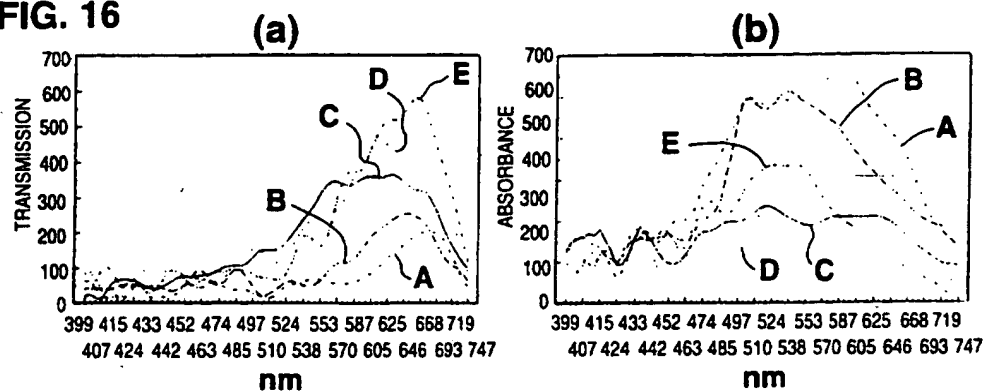 FIG. 16
(a)
(b)
TRANSMISSION
700
600
500
400
300
200
100
0
A
B
C
D
E
399 415 433 452 474 497 524 553 587 625 668 719
407 424 442 463 485 510 538 570 605 646 693 747
nm
ABSORBANCE
700
600
500
400
300
200
100
0
B
A
E
D
C
399 415 433 452 474 497 524 553 587 625 668 719
407 424 442 463 485 510 538 570 605 646 693 747
nm